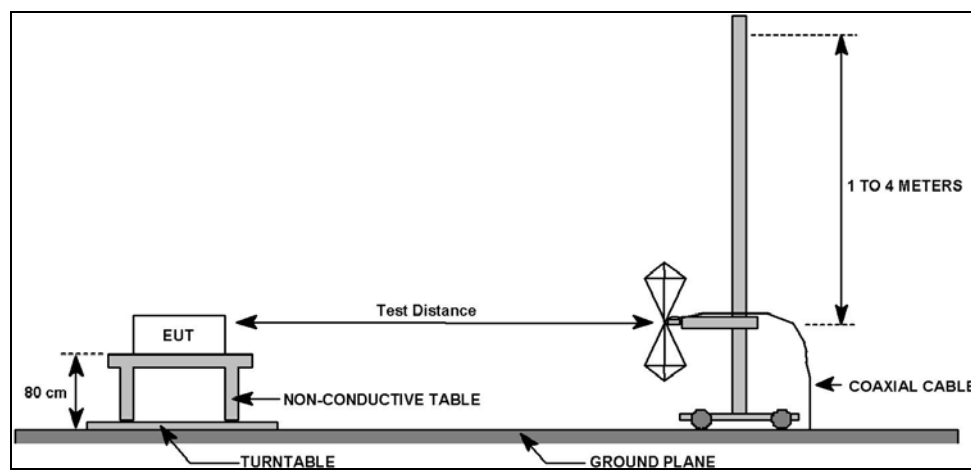 1 TO 4 METERS
Test Distance
EUT
80 cm
NON-CONDUCTIVE TABLE
COAXIAL CABLE
TURNTABLE
GROUND PLANE